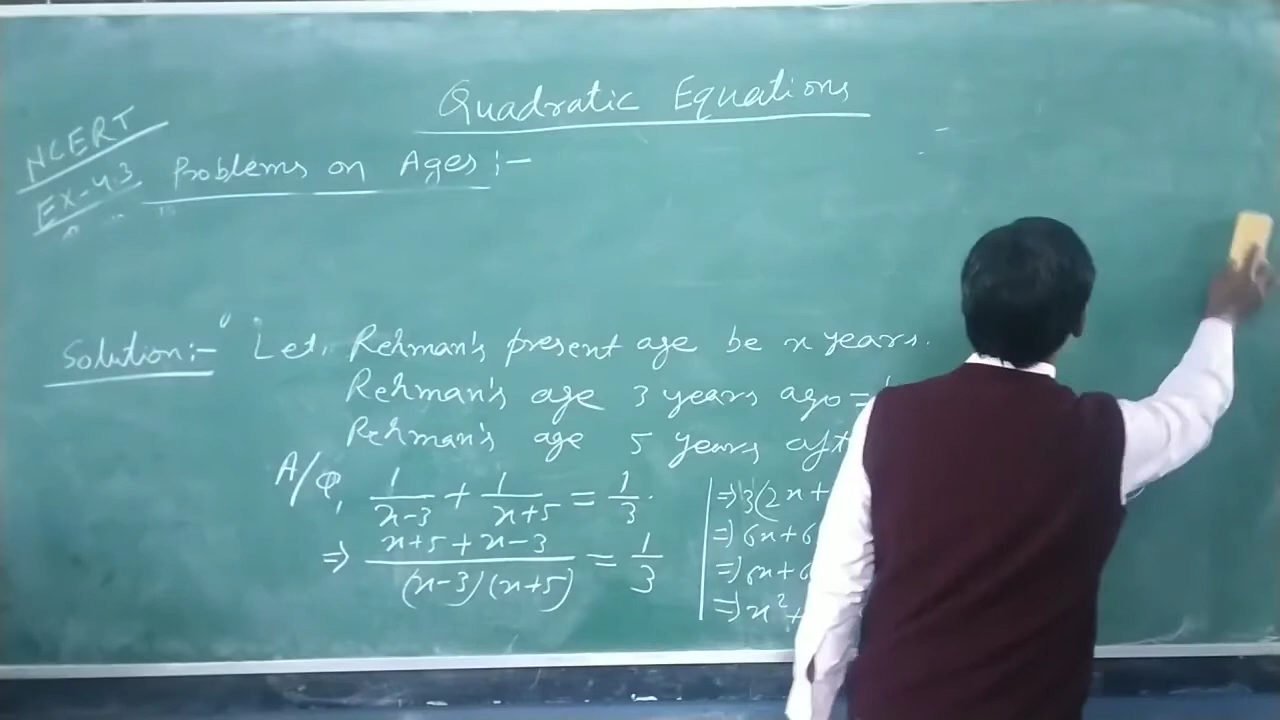 Quadratic Equations
NCERT
Ex-4.3
Problems on Ages :-
Solution:- Let, Rehman's present age be x years.
Rehman's age 3 years ago =
Rehman's age 5 years
A/Q, 1/(x-3) + 1/(x+5) = 1/3.
⇒ (x+5+x-3)/((x-3)(x+5)) = 1/3
⇒ 3(2x+
⇒ 6x+6
⇒ 6x+6
⇒ x²+